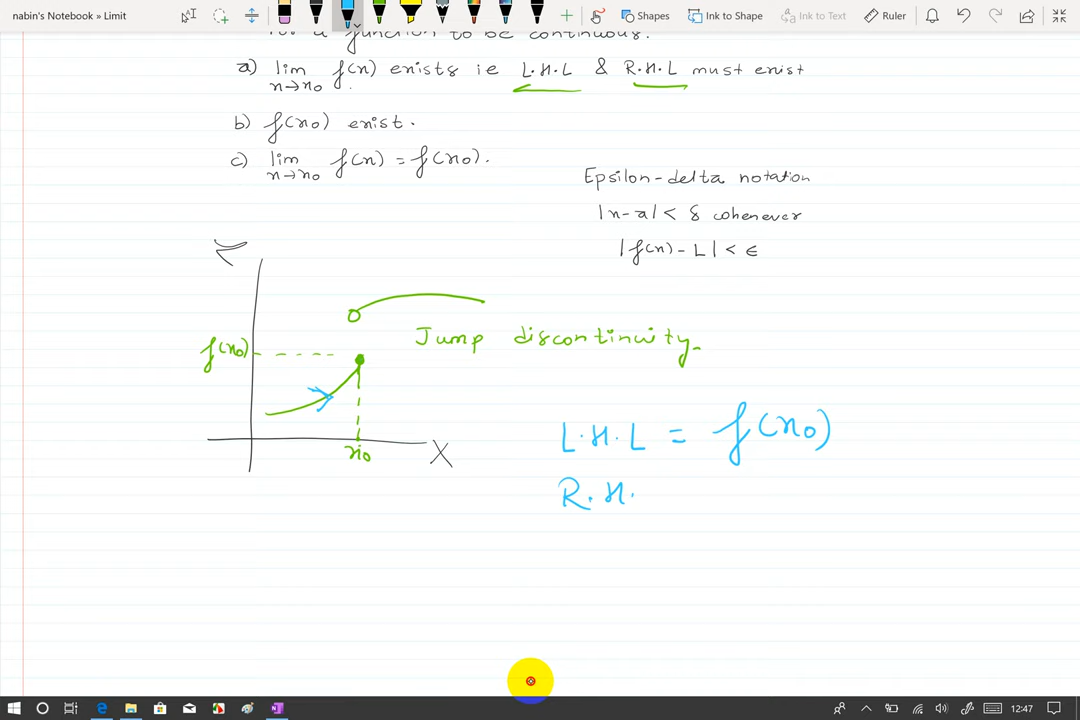 nabin's Notebook » Limit
Shapes
Ink to Shape
Ink to Text
Ruler
for a function to be continuous.
a) lim f(x) exists ie L.H.L & R.H.L must exist
x→x₀
b) f(x₀) exist.
c) lim f(x) = f(x₀).
x→x₀
Epsilon-delta notation
|x-a| < δ whenever
|f(x) - L| < ϵ
Y
f(x₀)
Jump discontinuity.
x₀
X
L.H.L = f(x₀)
R.H.
12:47